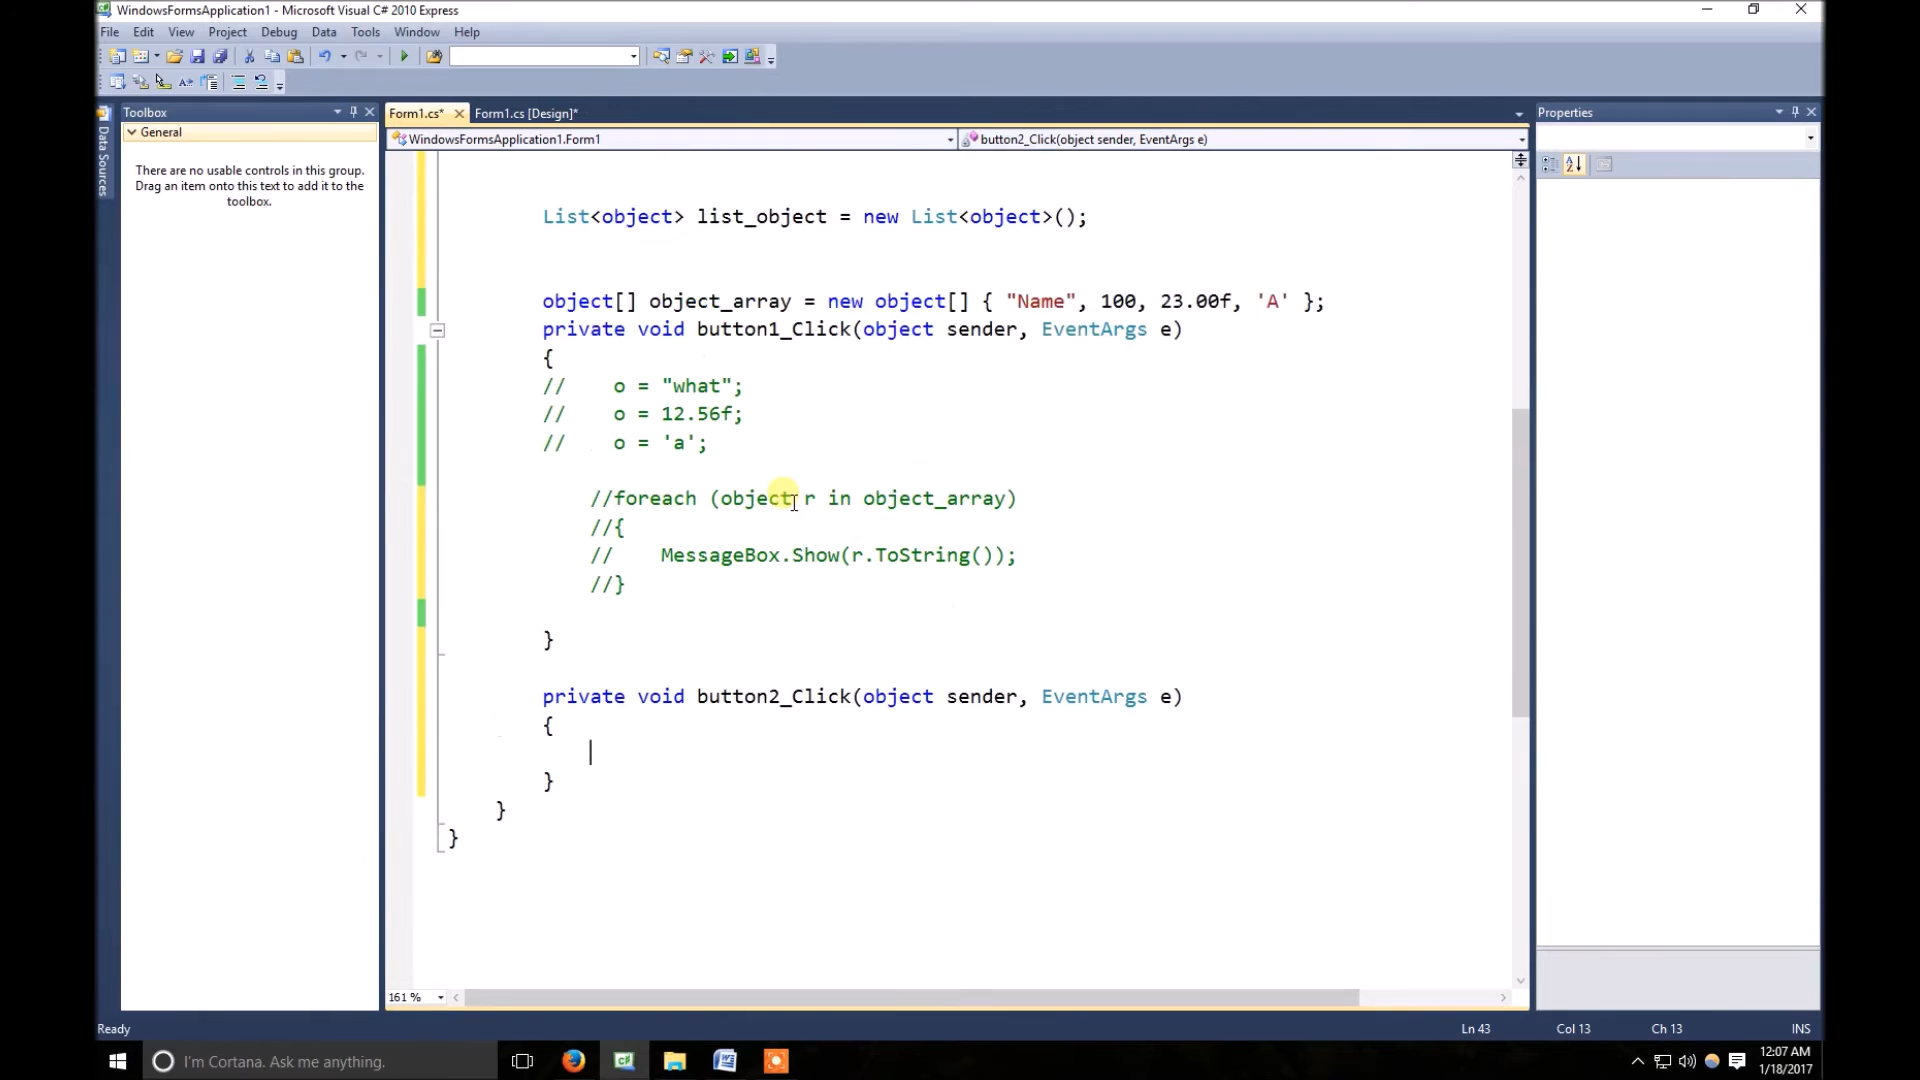 WindowsFormsApplication1 - Microsoft Visual C# 2010 Express
File Edit View Project Debug Data Tools Window Help
Data Sources
Toolbox
General
There are no usable controls in this group.
Drag an item onto this text to add it to the
toolbox.
Form1.cs* Form1.cs [Design]*
WindowsFormsApplication1.Form1 button2_Click(object sender, EventArgs e)
List<object> list_object = new List<object>();
object[] object_array = new object[] { "Name", 100, 23.00f, 'A' };
private void button1_Click(object sender, EventArgs e)
{
// o = "what";
// o = 12.56f;
// o = 'a';
//foreach (object r in object_array)
//{
// MessageBox.Show(r.ToString());
//}
}
private void button2_Click(object sender, EventArgs e)
{
}
}
}
161 %
Properties
Ready Ln 43 Col 13 Ch 13 INS
I'm Cortana. Ask me anything.
12:07 AM
1/18/2017